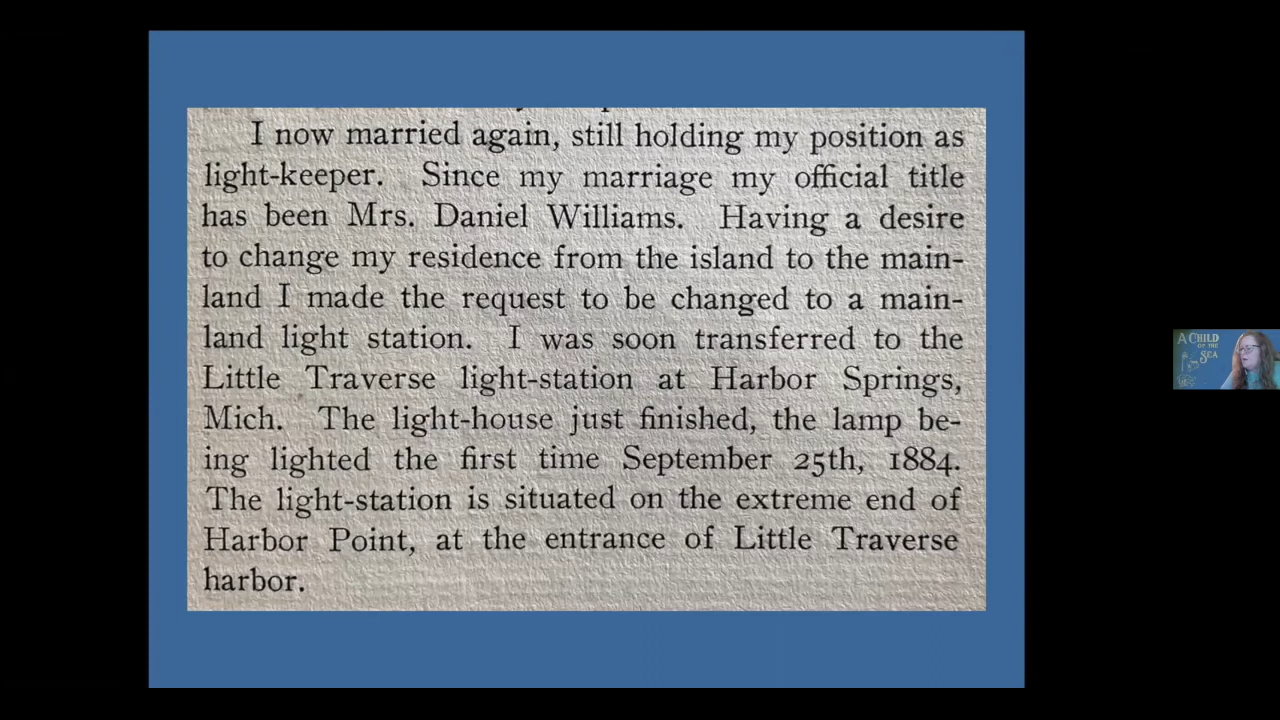 I now married again, still holding my position as
light-keeper. Since my marriage my official title
has been Mrs. Daniel Williams. Having a desire
to change my residence from the island to the main-
land I made the request to be changed to a main-
land light station. I was soon transferred to the
Little Traverse light-station at Harbor Springs,
Mich. The light-house just finished, the lamp be-
ing lighted the first time September 25th, 1884.
The light-station is situated on the extreme end of
Harbor Point, at the entrance of Little Traverse
harbor.
A CHILD
OF THE
SEA